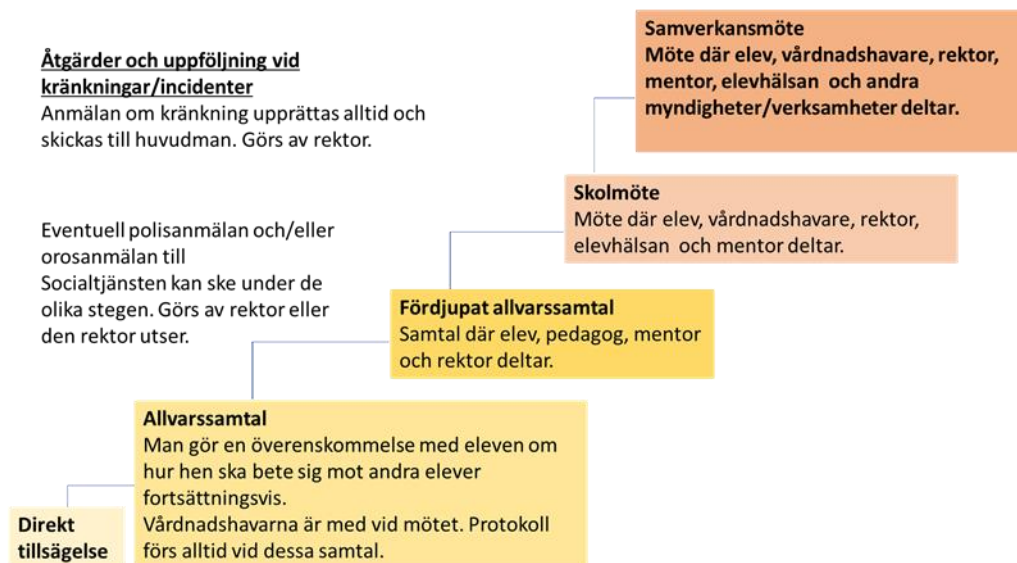 Åtgärder och uppföljning vid
kränkningar/incidenter
Anmälan om kränkning upprättas alltid och
skickas till huvudman. Görs av rektor.
Eventuell polisanmälan och/eller
orosanmälan till
Socialtjänsten kan ske under de
olika stegen. Görs av rektor eller
den rektor utser.
Samverkansmöte
Möte där elev, vårdnadshavare, rektor,
mentor, elevhälsan och andra
myndigheter/verksamheter deltar.
Skolmöte
Möte där elev, vårdnadshavare, rektor,
elevhälsan och mentor deltar.
Fördjupat allvarssamtal
Samtal där elev, pedagog, mentor
och rektor deltar.
Allvarssamtal
Man gör en överenskommelse med eleven om
hur hen ska bete sig mot andra elever
fortsättningsvis.
Vårdnadshavarna är med vid mötet. Protokoll
förs alltid vid dessa samtal.
Direkt
tillsägelse